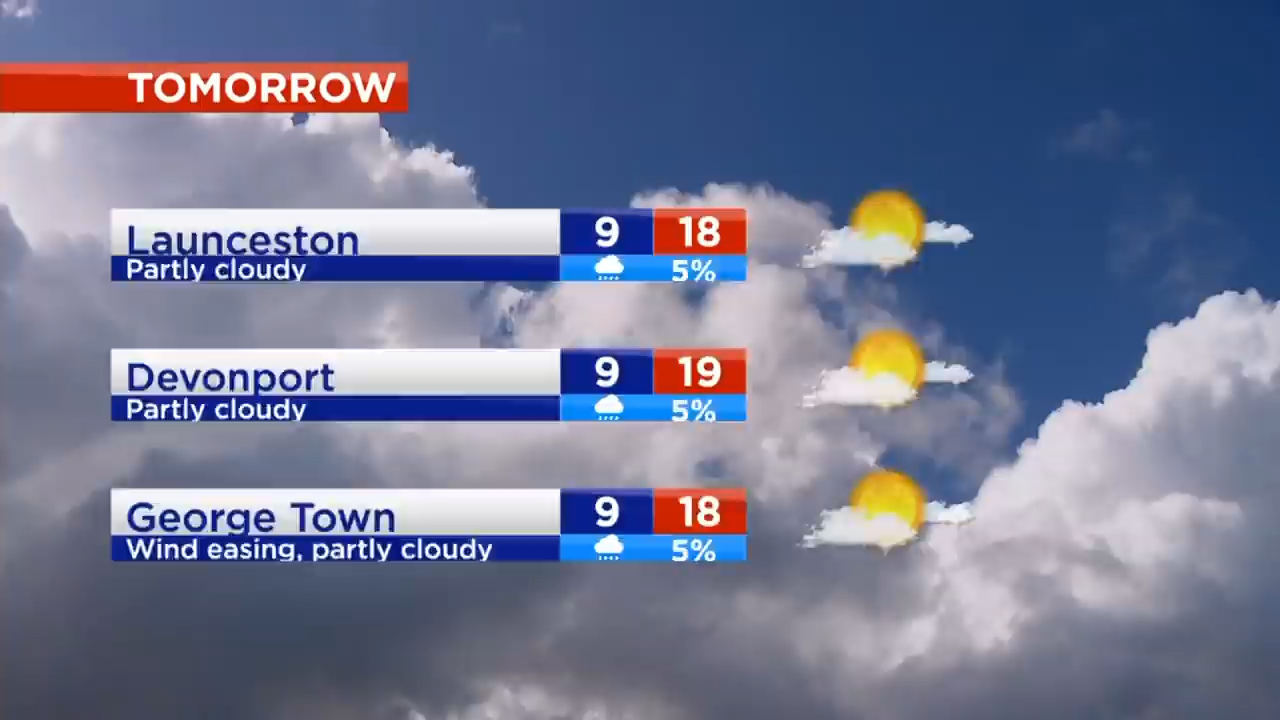 TOMORROW
Launceston 9 18
Partly cloudy 5%
Devonport 9 19
Partly cloudy 5%
George Town 9 18
Wind easing, partly cloudy 5%